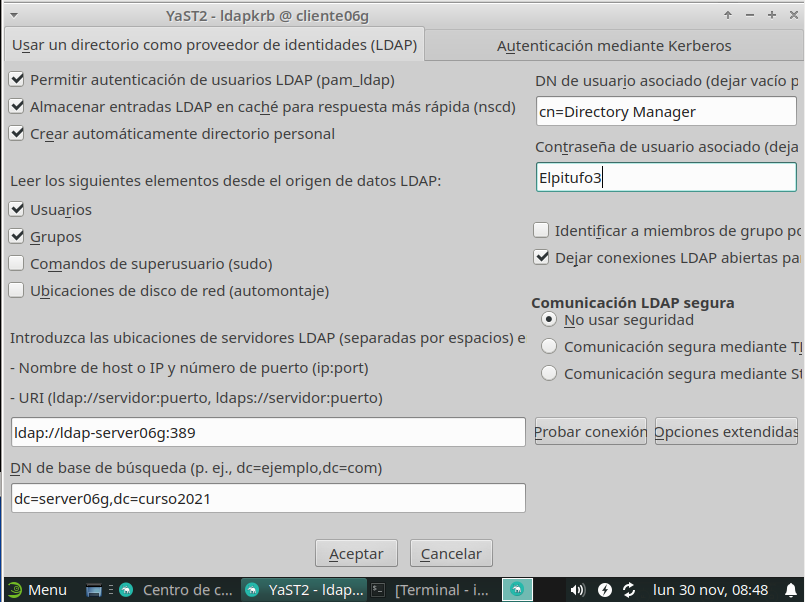 YaST2 - ldapkrb @ cliente06g
Usar un directorio como proveedor de identidades (LDAP)
Autenticación mediante Kerberos
Permitir autenticación de usuarios LDAP (pam_ldap)
Almacenar entradas LDAP en caché para respuesta más rápida (nscd)
Crear automáticamente directorio personal
Leer los siguientes elementos desde el origen de datos LDAP:
Usuarios
Grupos
Comandos de superusuario (sudo)
Ubicaciones de disco de red (automontaje)
Introduzca las ubicaciones de servidores LDAP (separadas por espacios) e
- Nombre de host o IP y número de puerto (ip:port)
- URI (ldap://servidor:puerto, ldaps://servidor:puerto)
ldap://ldap-server06g:389
DN de base de búsqueda (p. ej., dc=ejemplo,dc=com)
dc=server06g,dc=curso2021
DN de usuario asociado (dejar vacío p
cn=Directory Manager
Contraseña de usuario asociado (deja
Elpitufo3
Identificar a miembros de grupo po
Dejar conexiones LDAP abiertas pa
Comunicación LDAP segura
No usar seguridad
Comunicación segura mediante TL
Comunicación segura mediante St
Probar conexión
Opciones extendidas
Aceptar
Cancelar
Menu
Centro de c...
YaST2 - ldap...
[Terminal - i...
lun 30 nov, 08:48